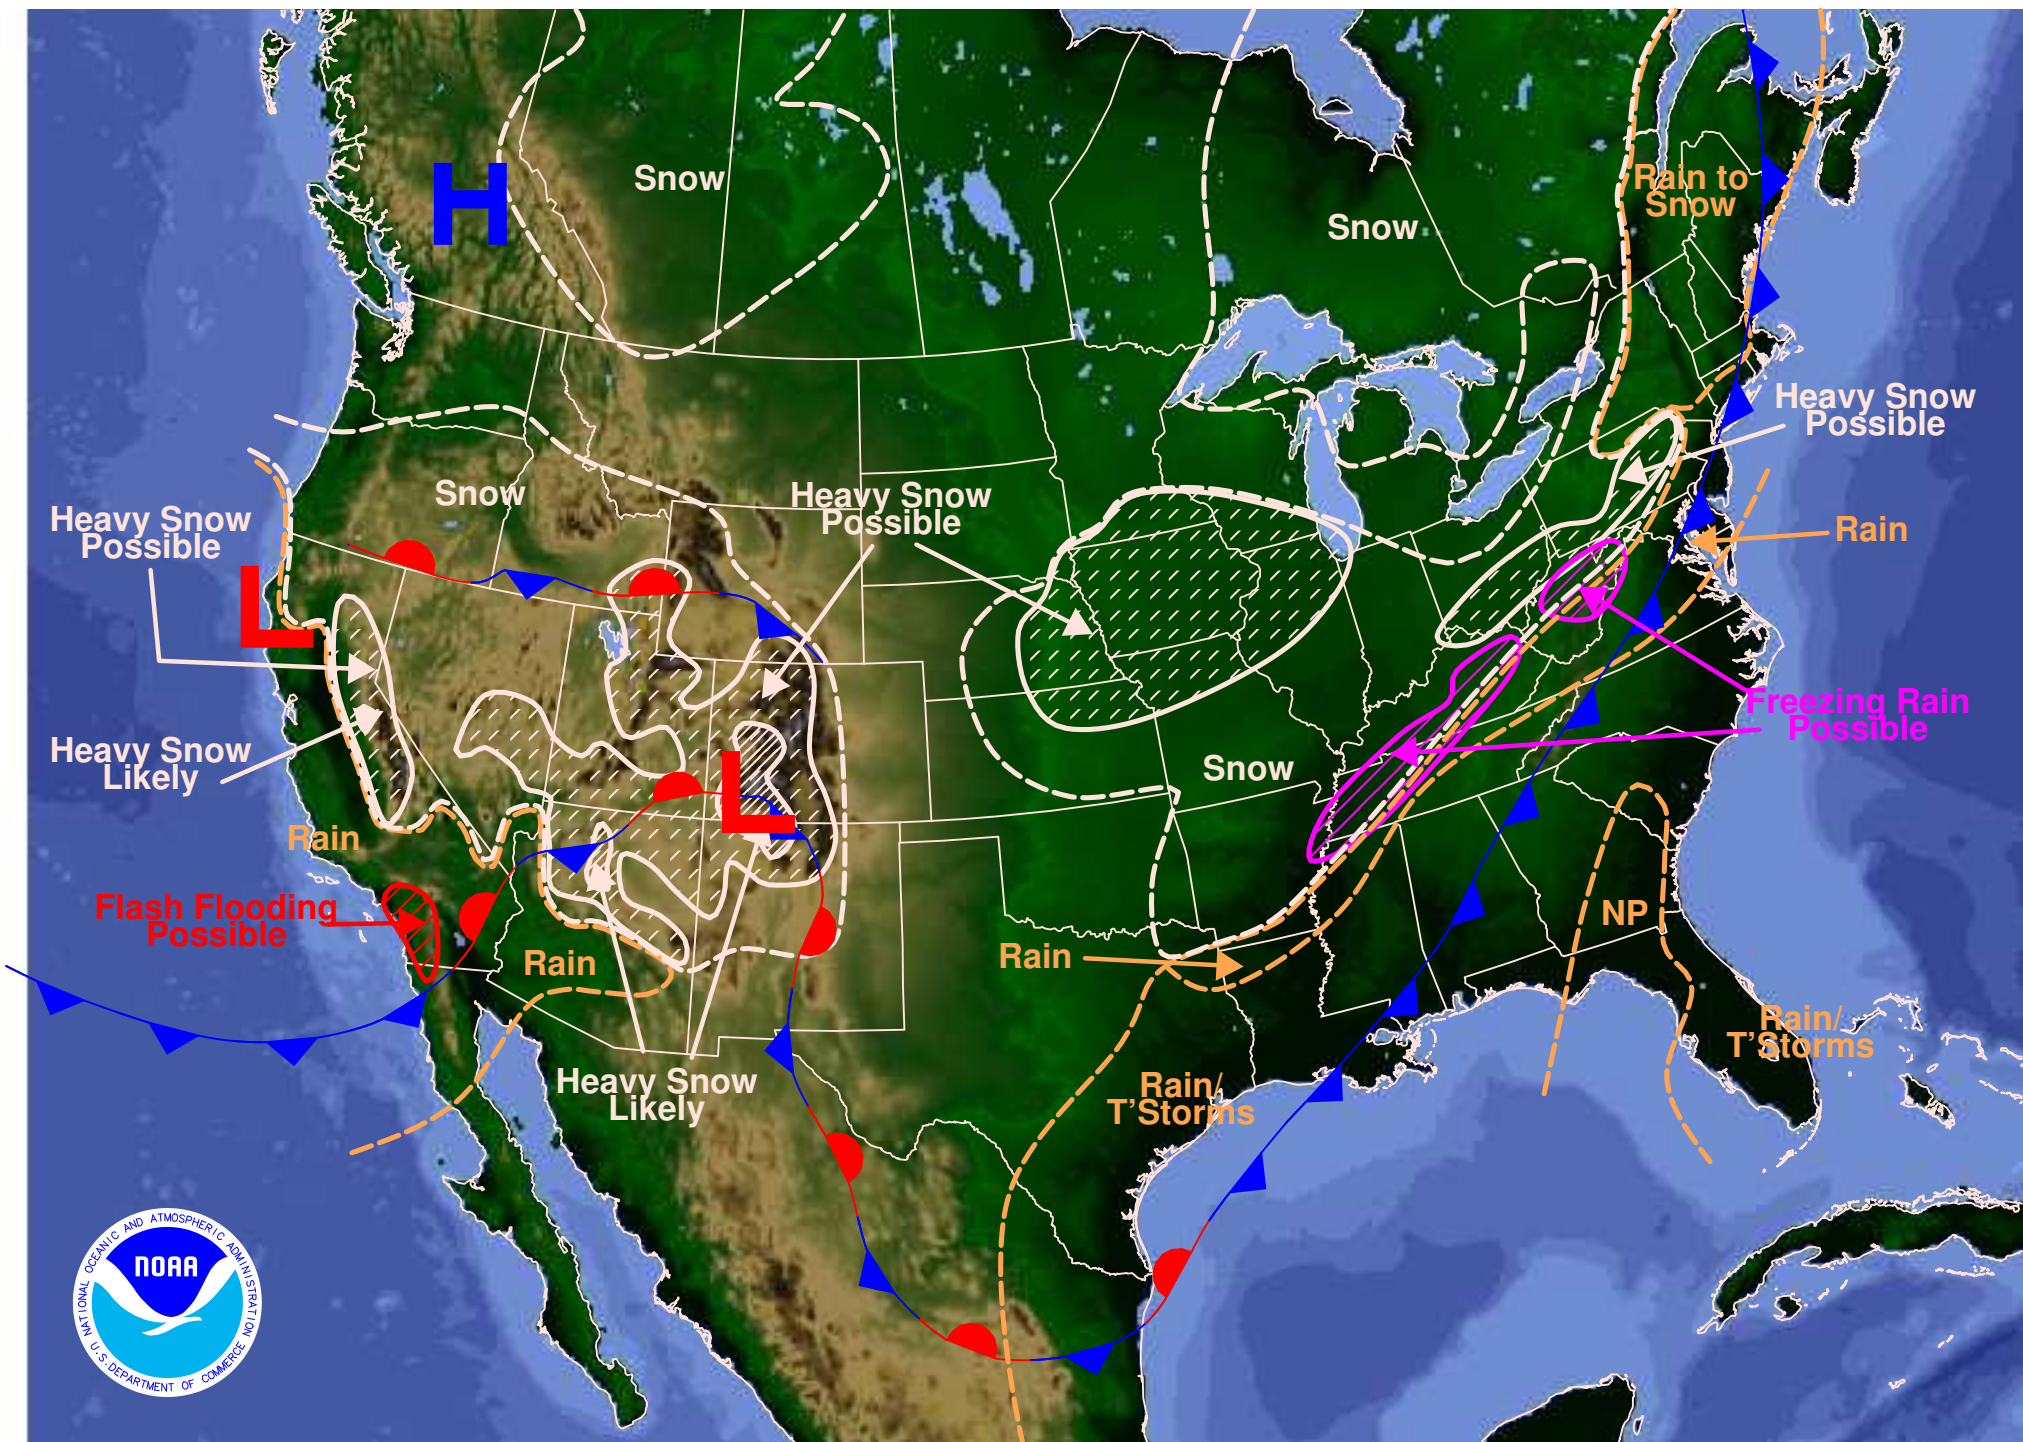 H
Snow
Snow
Rain to
Snow
Heavy Snow
Possible
Snow
Heavy Snow
Possible
Heavy Snow
Possible
Rain
L
Freezing Rain
Possible
Heavy Snow
Likely
Snow
L
Rain
Flash Flooding
Possible
NP
Rain
Rain
Rain/
T'Storms
Heavy Snow
Likely
Rain/
T'Storms
NATIONAL OCEANIC AND ATMOSPHERIC ADMINISTRATION
NOAA
U.S. DEPARTMENT OF COMMERCE